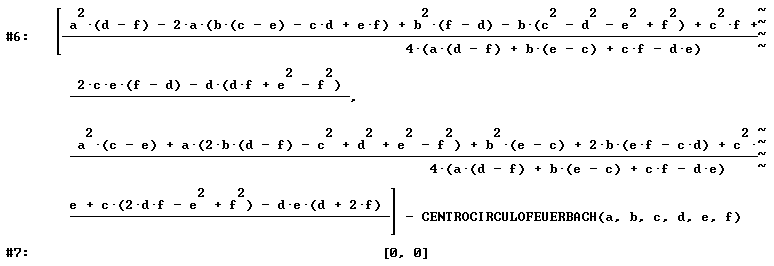 #6: [ a²·(d − f) − 2·a·(b·(c − e) − c·d + e·f) + b²·(f − d) − b·(c² − d² − e² + f²) + c²·f +~
4·(a·(d − f) + b·(e − c) + c·f − d·e) ~
2·c·e·(f − d) − d·(d·f + e² − f²)
,
a²·(c − e) + a·(2·b·(d − f) − c² + d² + e² − f²) + b²·(e − c) + 2·b·(e·f − c·d) + c²·~
4·(a·(d − f) + b·(e − c) + c·f − d·e) ~
e + c·(2·d·f − e² + f²) − d·e·(d + 2·f)
] − CENTROCIRCULOFEUERBACH(a, b, c, d, e, f)
#7: [0, 0]